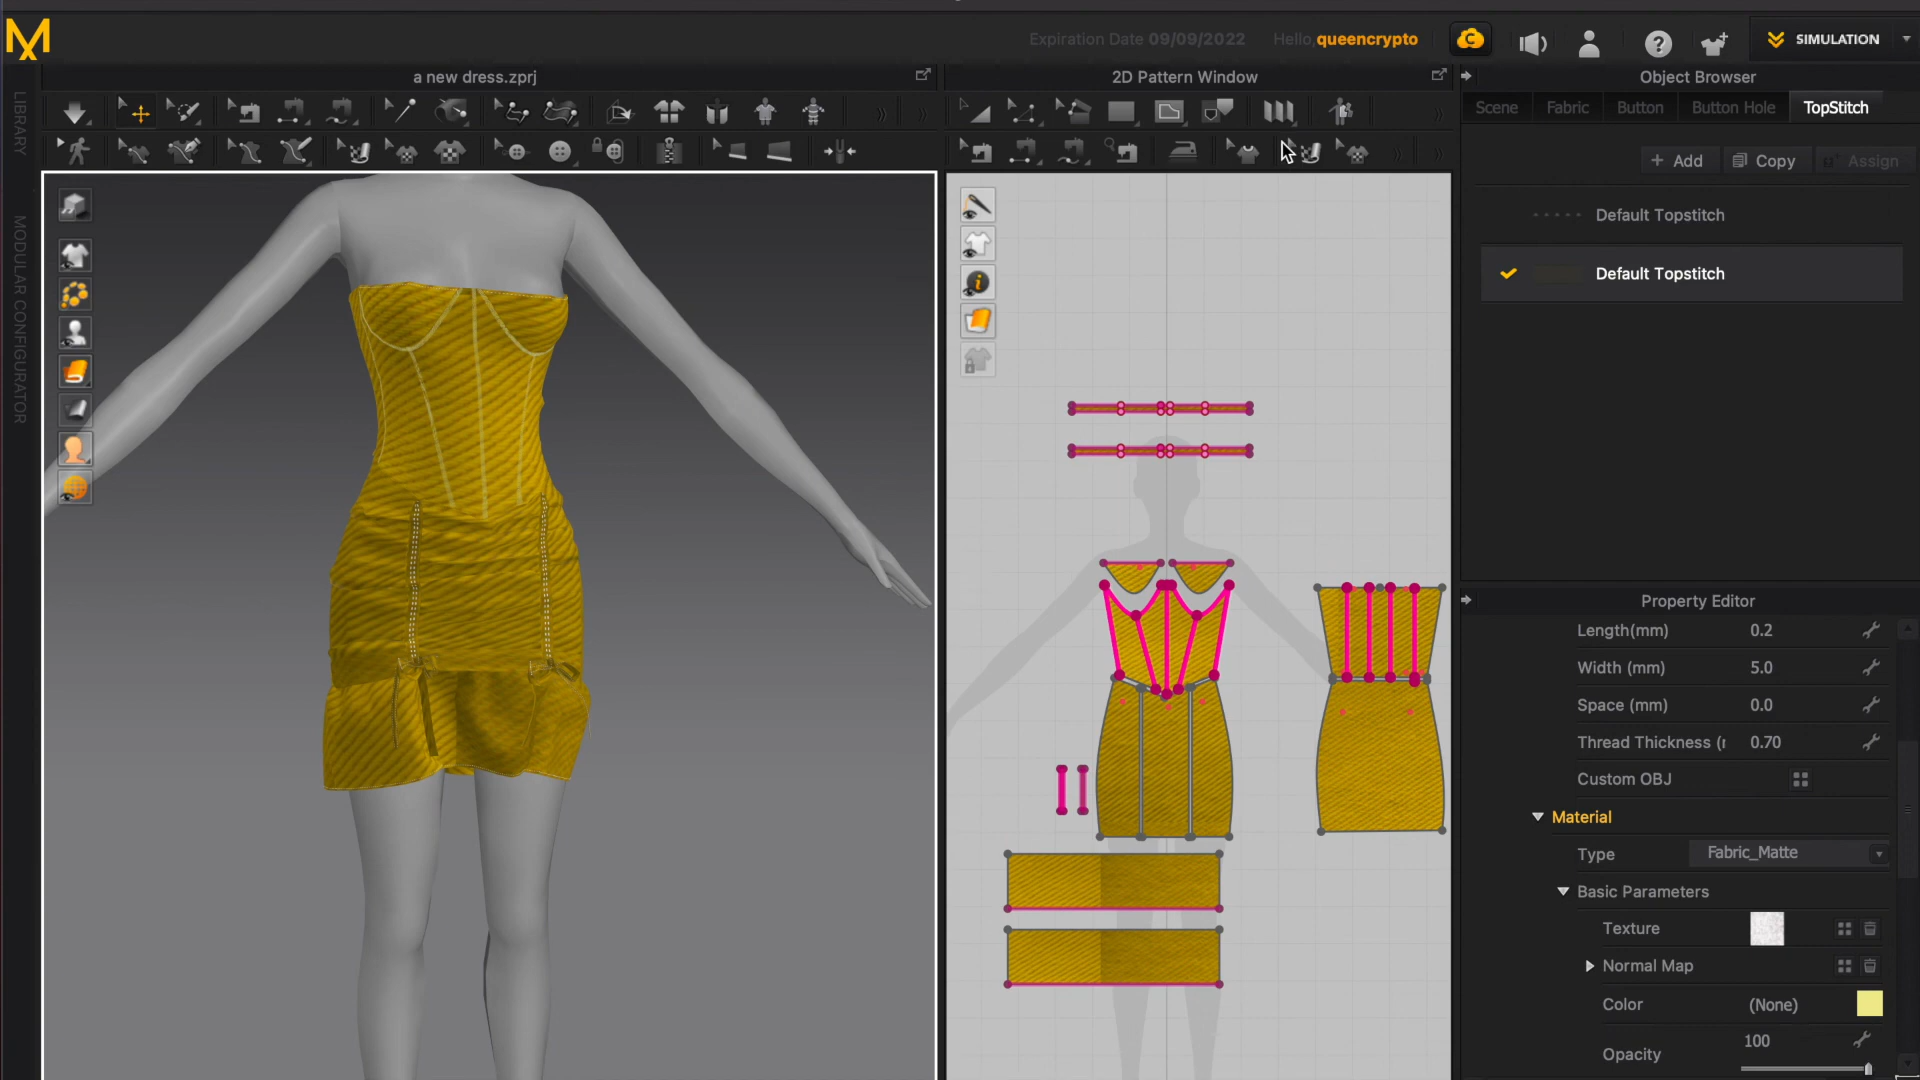 Expiration Date 09/09/2022 Hello, queencrypto
SIMULATION
a new dress.zprj
2D Pattern Window
Object Browser
Scene Fabric Button Button Hole TopStitch
+ Add Copy Assign
Default Topstitch
Default Topstitch
LIBRARY
MODULAR CONFIGURATOR
Property Editor
Length(mm) 0.2
Width (mm) 5.0
Space (mm) 0.0
Thread Thickness (r 0.70
Custom OBJ
Material
Type Fabric_Matte
Basic Parameters
Texture
Normal Map
Color (None)
Opacity 100